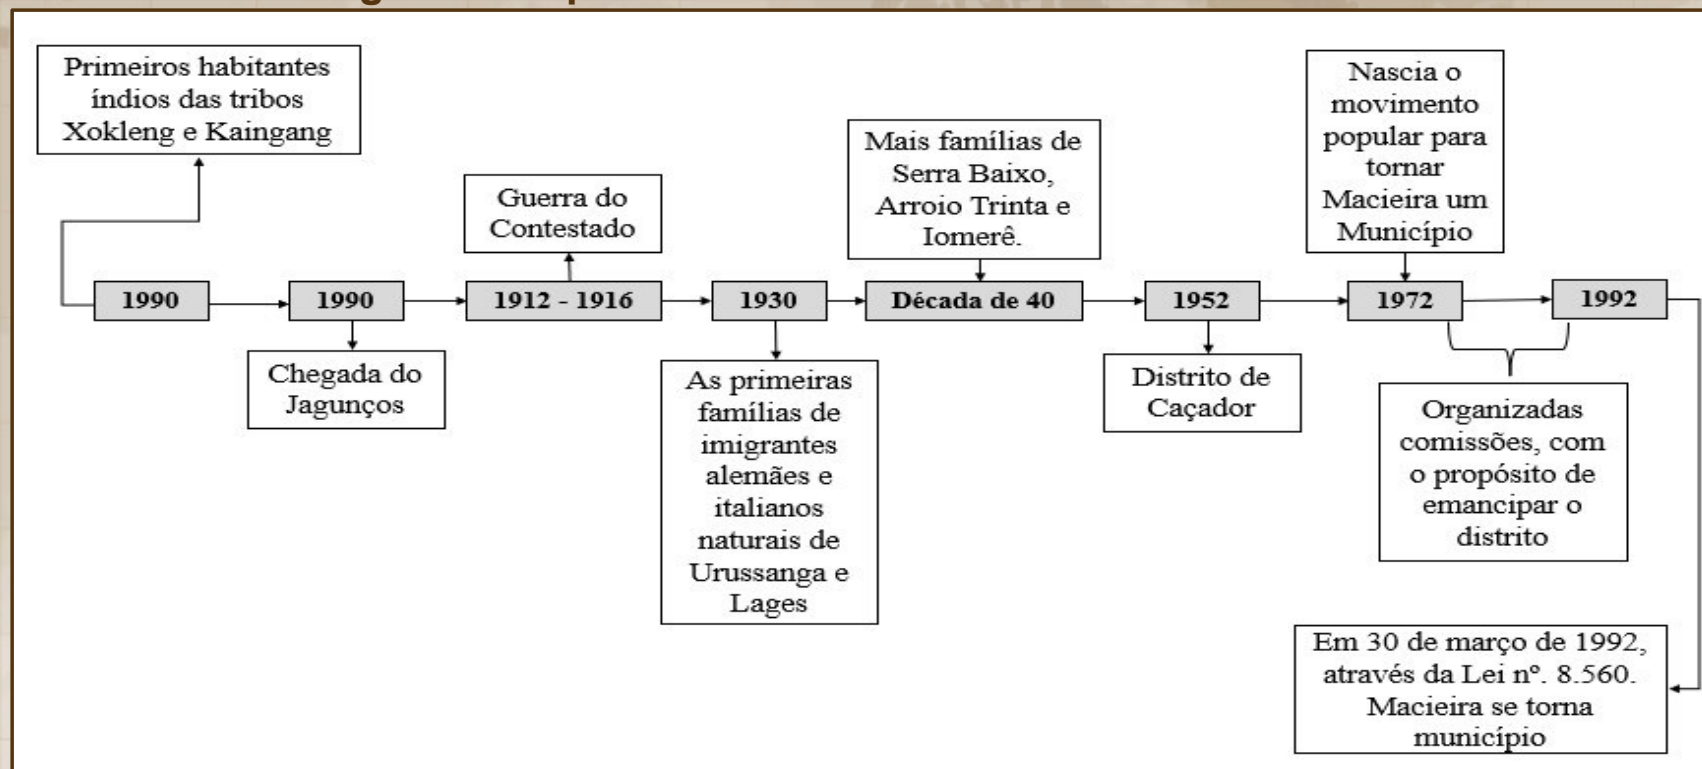 Primeiros habitantes
índios das tribos
Xokleng e Kaingang
Guerra do
Contestado
Mais famílias de
Serra Baixo,
Arroio Trinta e
Iomerê.
Nascia o
movimento
popular para
tornar
Macieira um
Município
1990
1990
1912 - 1916
1930
Década de 40
1952
1972
1992
Chegada do
Jagunços
As primeiras
famílias de
imigrantes
alemães e
italianos
naturais de
Urussanga e
Lages
Distrito de
Caçador
Organizadas
comissões, com
o propósito de
emancipar o
distrito
Em 30 de março de 1992,
através da Lei nº. 8.560.
Macieira se torna
município